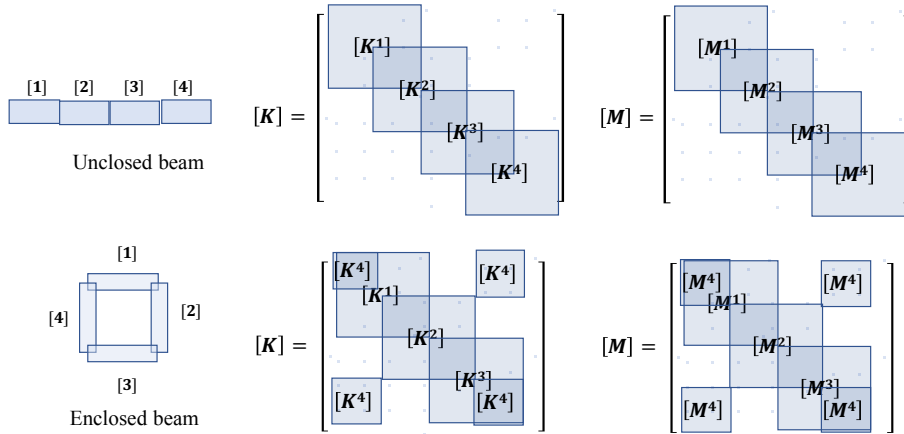 [1] [2] [3] [4]
Unclosed beam
[K] = [K¹] [K²] [K³] [K⁴]
[M] = [M¹] [M²] [M³] [M⁴]
[1]
[4] [2]
[3]
Enclosed beam
[K] =
[K⁴] [K⁴]
[K¹]
[K²]
[K³]
[K⁴] [K⁴]
[M] =
[M⁴] [M⁴]
[M¹]
[M²]
[M³]
[M⁴] [M⁴]